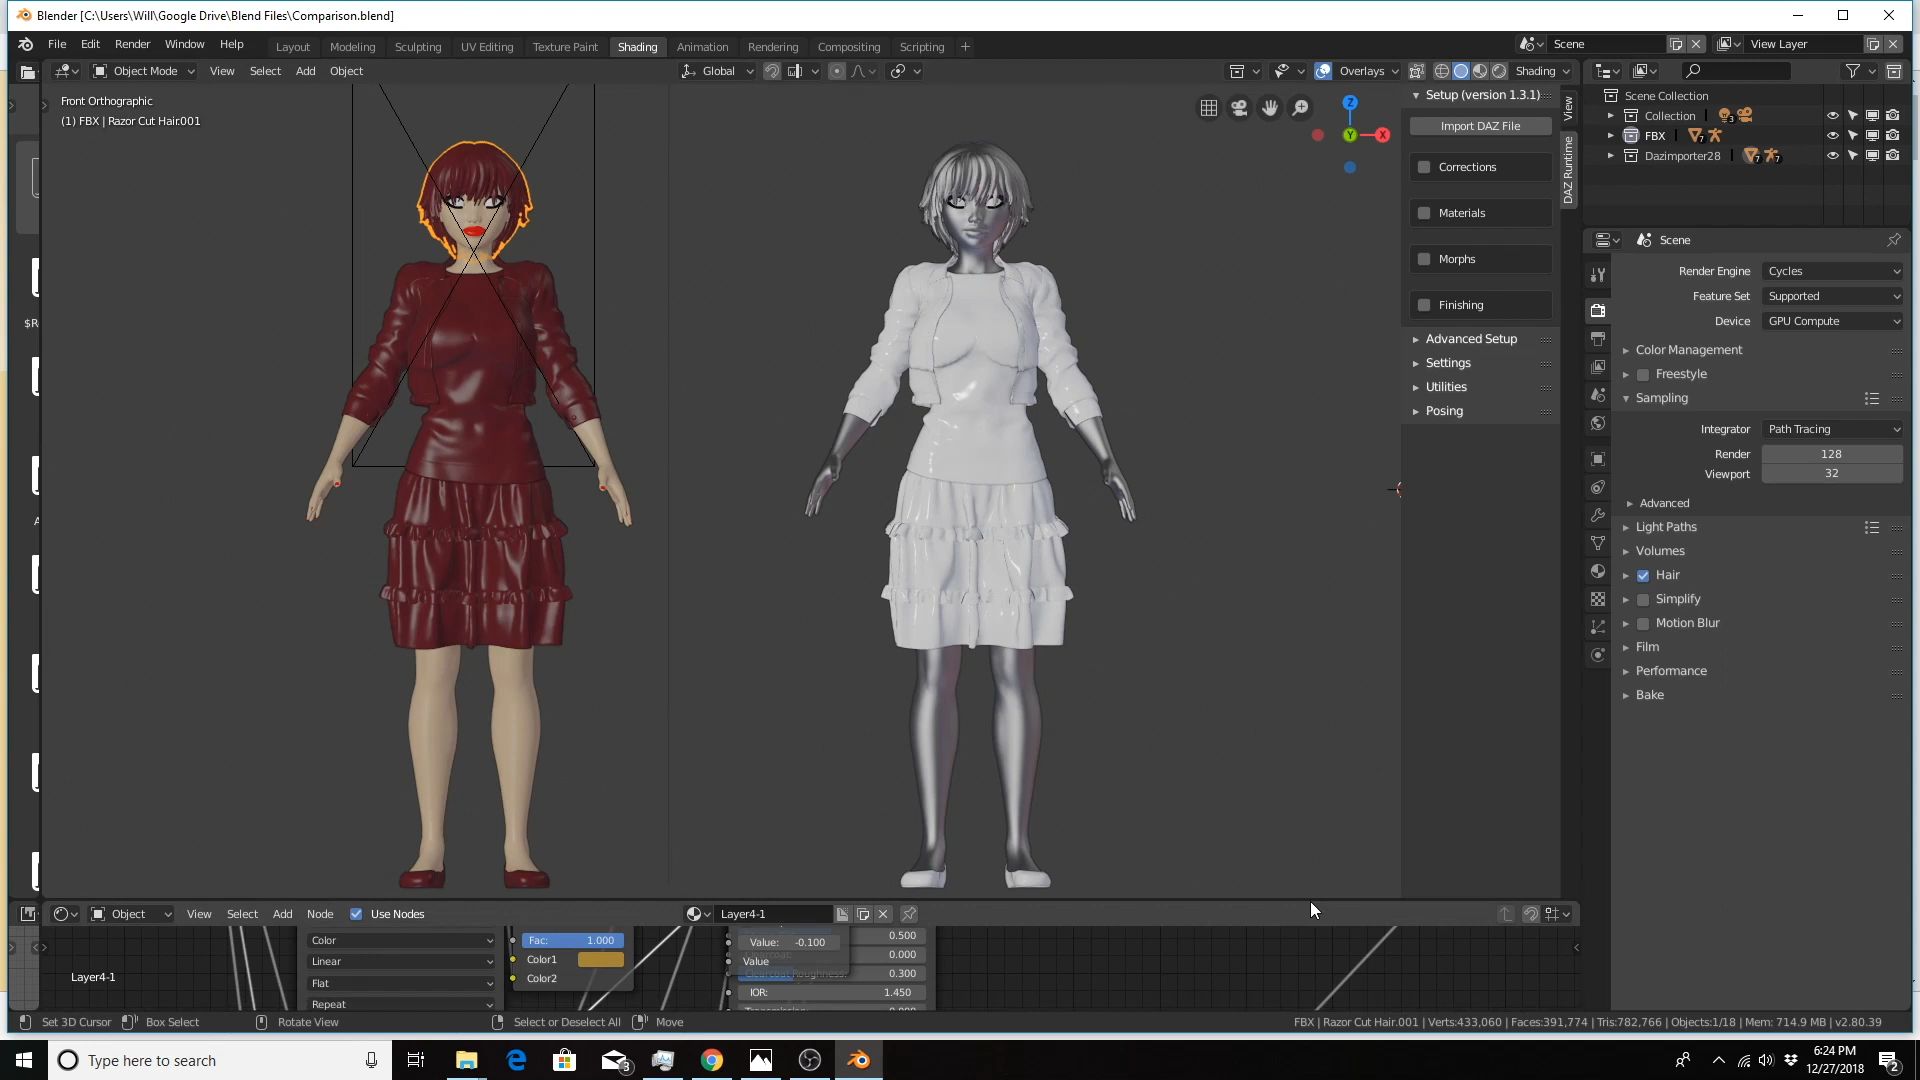 Blender [C:\Users\Will\Google Drive\Blend Files\Comparison.blend]
File Edit Render Window Help Layout Modeling Sculpting UV Editing Texture Paint Shading Animation Rendering Compositing Scripting + Scene View Layer
Object Mode View Select Add Object Global Overlays Shading
Front Orthographic
(1) FBX | Razor Cut Hair.001
Z
Y
X
Setup (version 1.3.1)
Import DAZ File
Corrections
Materials
Morphs
Finishing
Advanced Setup
Settings
Utilities
Posing
View
DAZ Runtime
Scene Collection
Collection 3
FBX 7
Dazimporter28 7 7
Scene
Render Engine Cycles
Feature Set Supported
Device GPU Compute
Color Management
Freestyle
Sampling
Integrator Path Tracing
Render 128
Viewport 32
Advanced
Light Paths
Volumes
Hair
Simplify
Motion Blur
Film
Performance
Bake
$R
Object View Select Add Node Use Nodes Layer4-1
Color
Linear
Flat
Repeat
Fac: 1.000
Color1
Color2
Value: -0.100
Value
0.500
0.000
Clearcoat Roughness: 0.300
IOR: 1.450
Layer4-1
Set 3D Cursor Box Select Rotate View Select or Deselect All Move
FBX | Razor Cut Hair.001 | Verts:433,060 | Faces:391,774 | Tris:782,766 | Objects:1/18 | Mem: 714.9 MB | v2.80.39
Type here to search
3
6:24 PM
12/27/2018
2